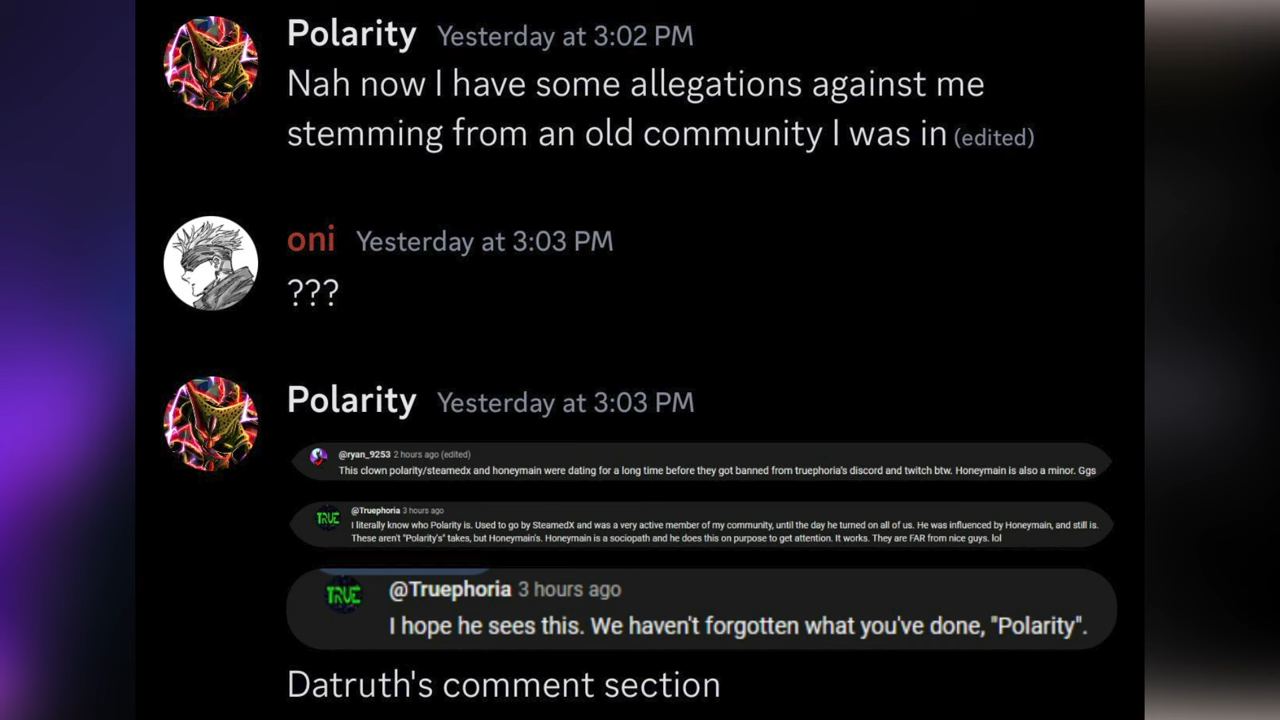 Polarity Yesterday at 3:02 PM
Nah now I have some allegations against me
stemming from an old community I was in (edited)
oni Yesterday at 3:03 PM
???
Polarity Yesterday at 3:03 PM
@ryan_9253 2 hours ago (edited)
This clown polarity/steamedx and honeymain were dating for a long time before they got banned from truephoria's discord and twitch btw. Honeymain is also a minor. Ggs
TRUE @Truephoria 3 hours ago
I literally know who Polarity is. Used to go by SteamedX and was a very active member of my community, until the day he turned on all of us. He was influenced by Honeymain, and still is.
These aren't "Polarity's" takes, but Honeymain's. Honeymain is a sociopath and he does this on purpose to get attention. It works. They are FAR from nice guys. lol
TRUE @Truephoria 3 hours ago
I hope he sees this. We haven't forgotten what you've done, "Polarity".
Datruth's comment section